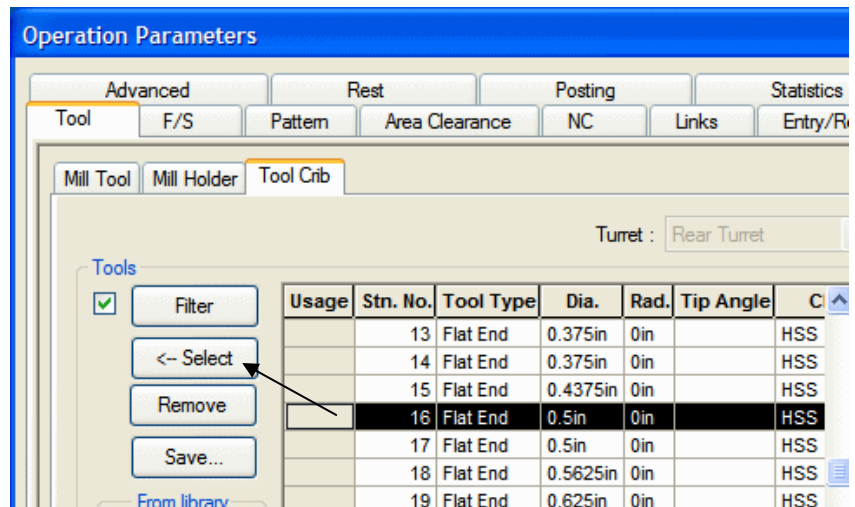 Operation Parameters
Advanced Rest Posting Statistics
Tool F/S Pattern Area Clearance NC Links
Mill Tool Mill Holder Tool Crib
Turret : Rear Turret
Tools
Filter
<-- Select
Remove
Save...
From library
Usage Stn. No. Tool Type Dia. Rad. Tip Angle
13 Flat End 0.375in 0in HSS
14 Flat End 0.375in 0in HSS
15 Flat End 0.4375in 0in HSS
16 Flat End 0.5in 0in HSS
17 Flat End 0.5in 0in HSS
18 Flat End 0.5625in 0in HSS
19 Flat End 0.625in 0in HSS